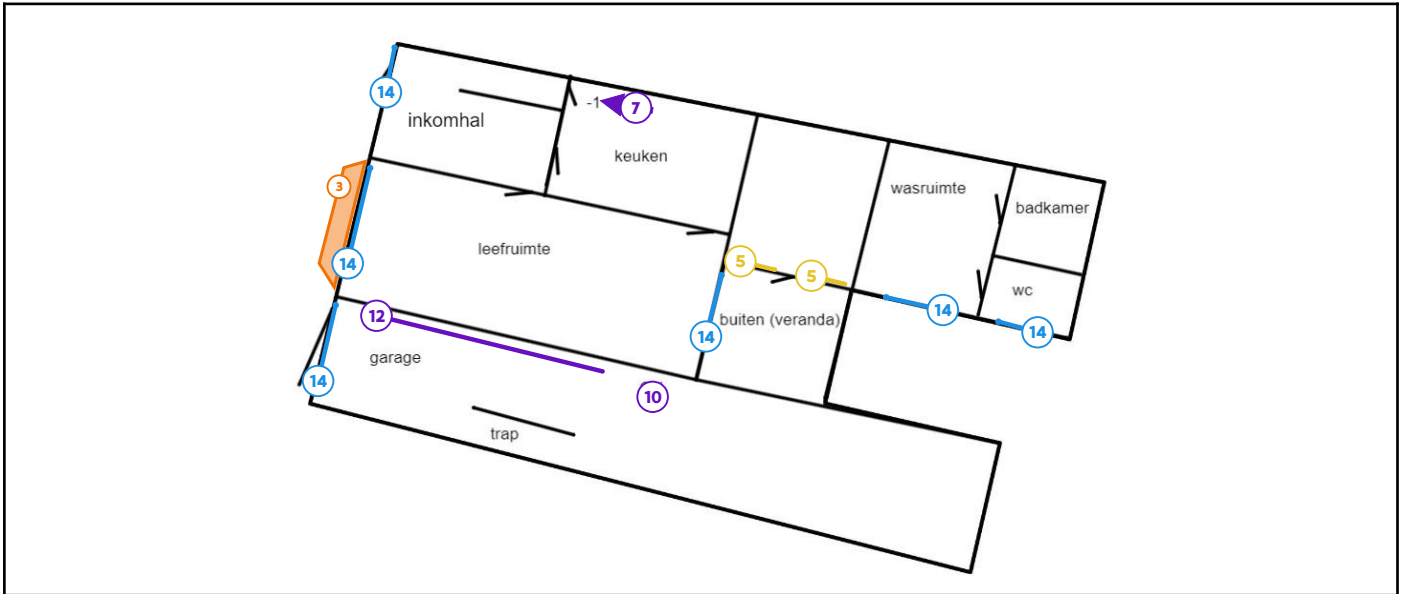 14
inkomhal
-1
7
keuken
3
wasruimte
badkamer
leefruimte
14
5
5
wc
12
buiten (veranda)
14
14
14
garage
14
10
trap